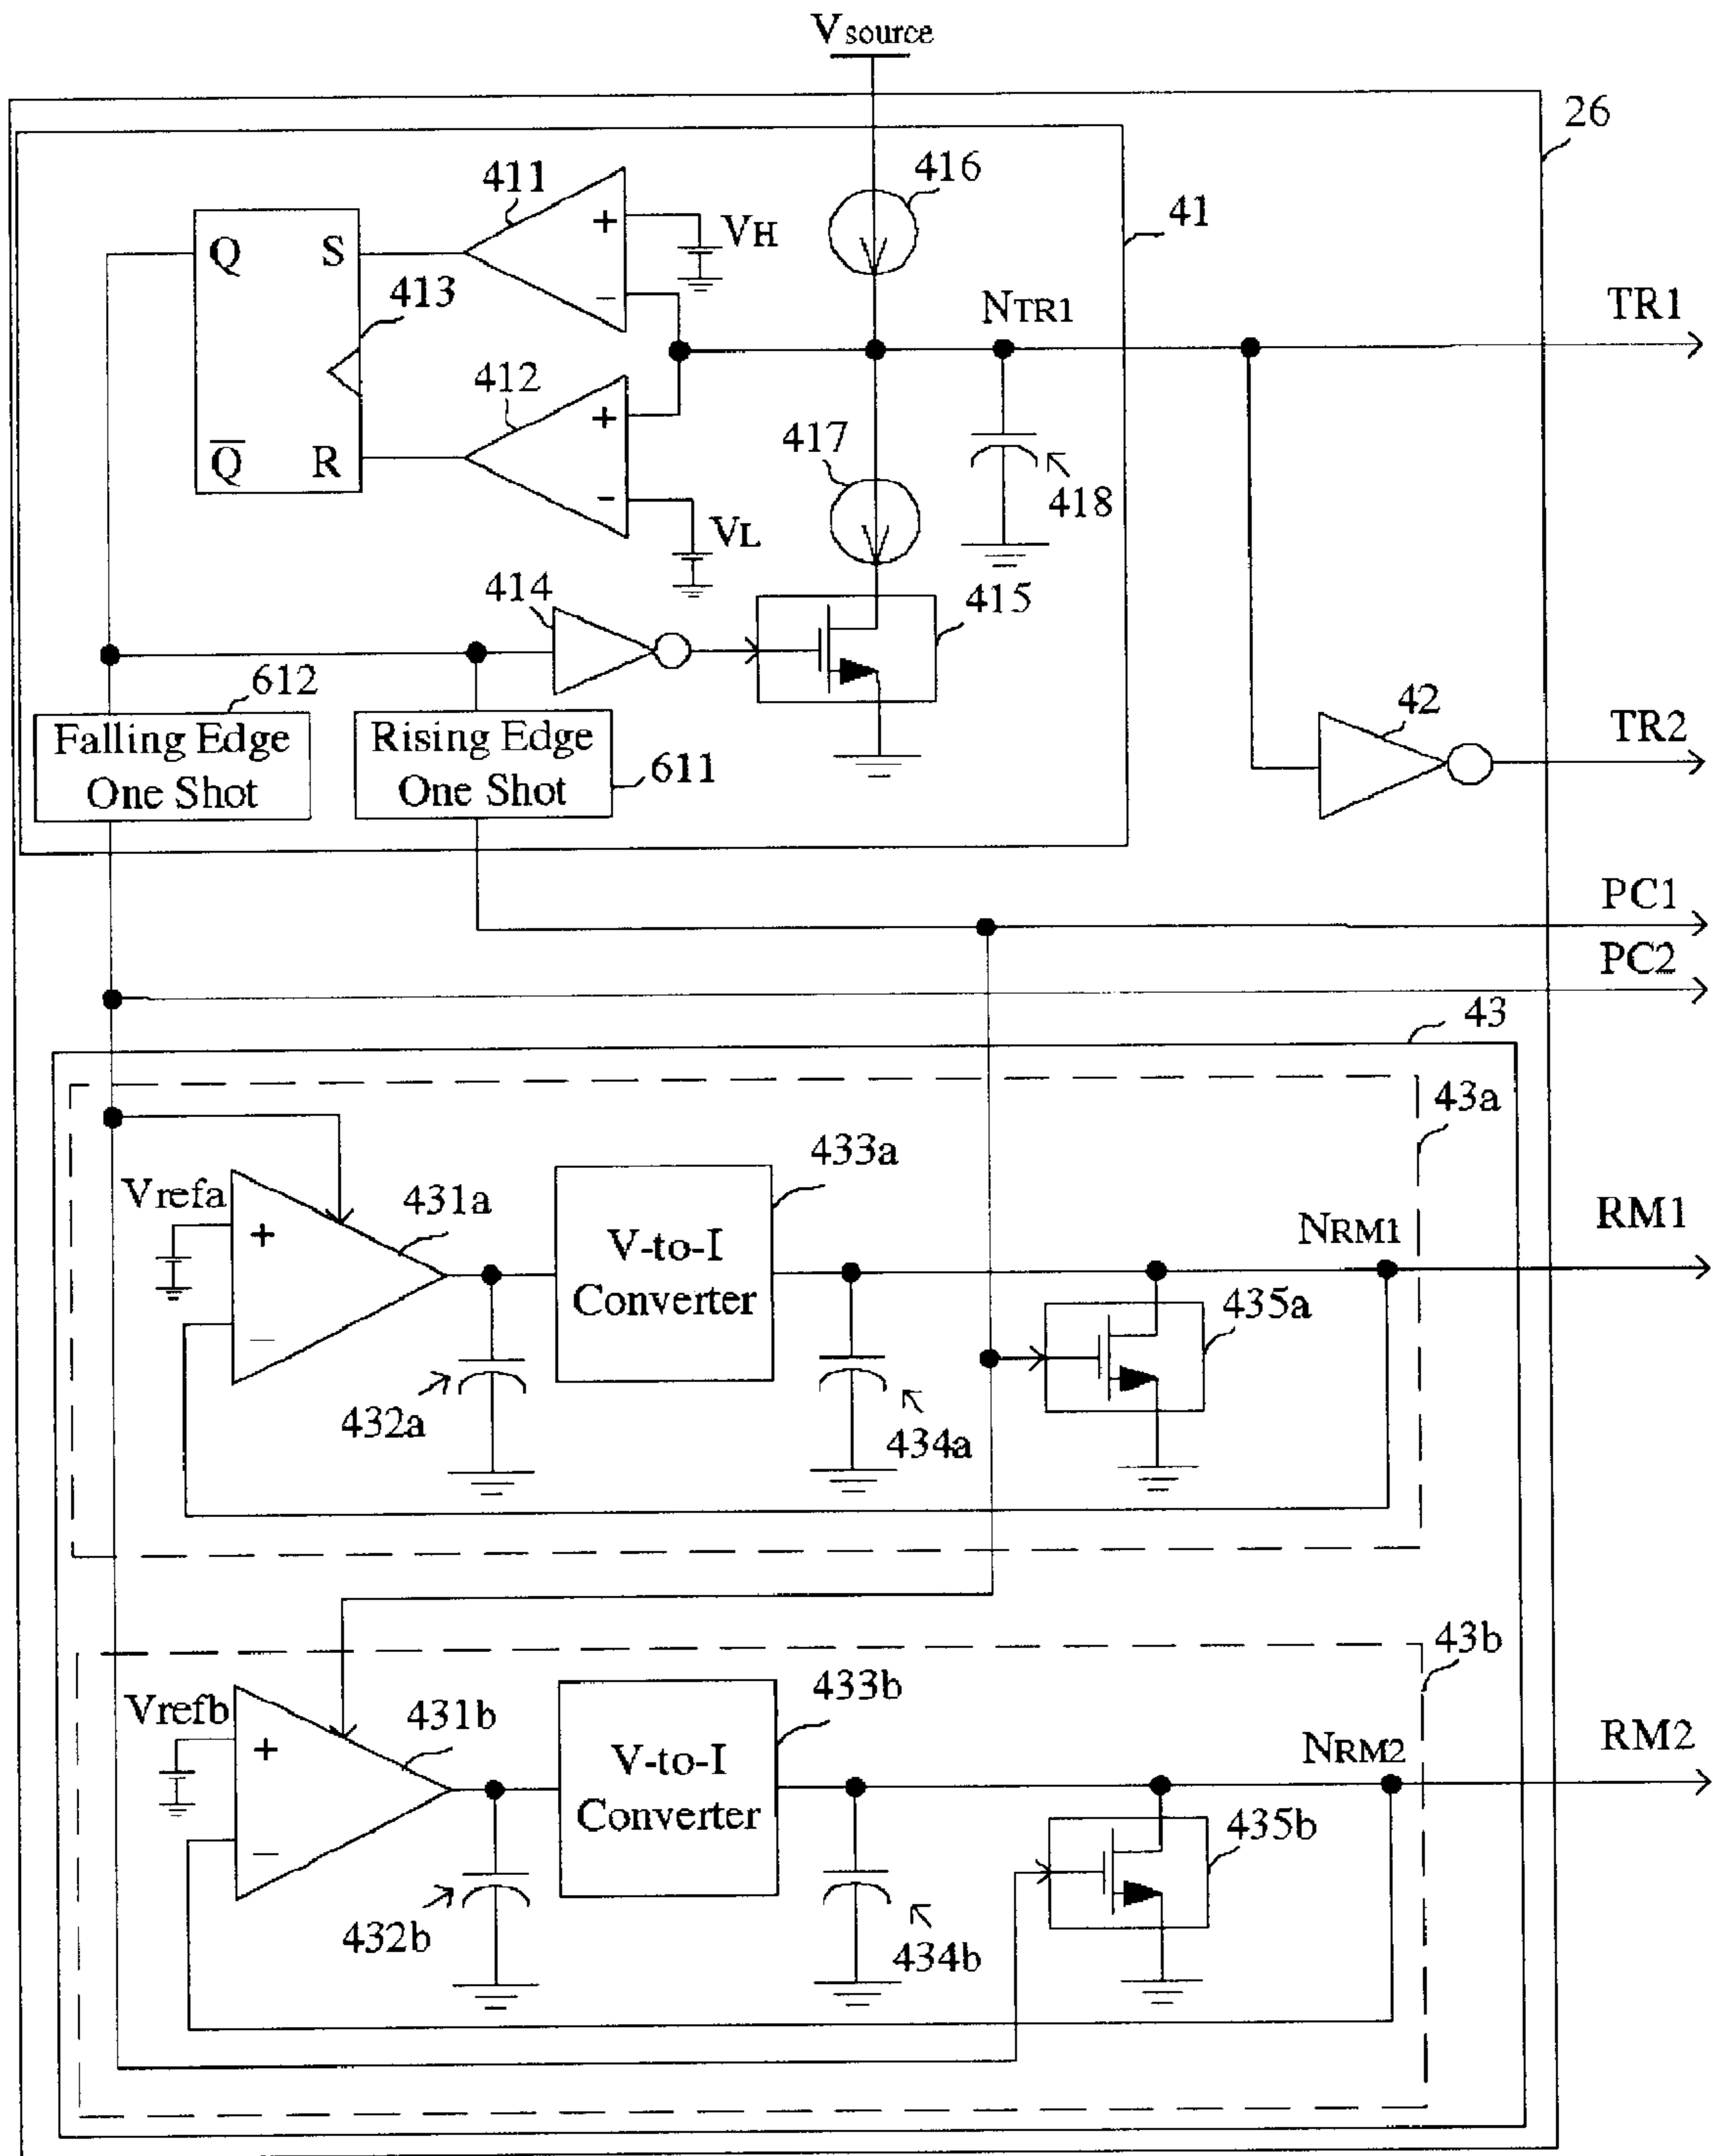 Vsource
26
416
411
41
+
VH
Q
S
413
−
NTR1
TR1
412
+
417
Q
R
-
418
VL
414
415
612
42
TR2
Falling Edge
One Shot
Rising Edge
One Shot
611
PC1
PC2
43
43a
433a
Vrefa
431a
+
V-to-I
Converter
NRM1
RM1
435a
−
432a
434a
43b
433b
Vrefb
431b
+
V-to-I
Converter
NRM2
RM2
435b
−
432b
434b